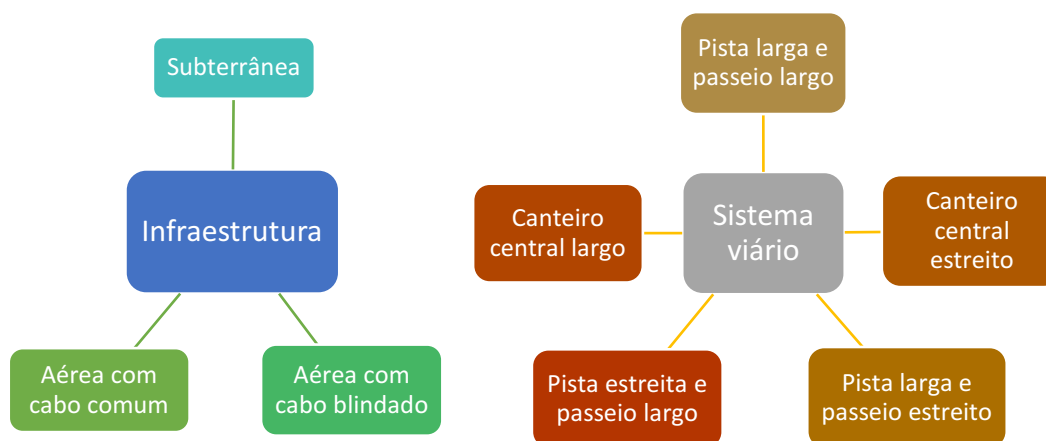 Subterrânea
Infraestrutura
Aérea com
cabo comum
Aérea com
cabo blindado
Pista larga e
passeio largo
Canteiro
central largo
Sistema
viário
Canteiro
central
estreito
Pista estreita e
passeio largo
Pista larga e
passeio estreito